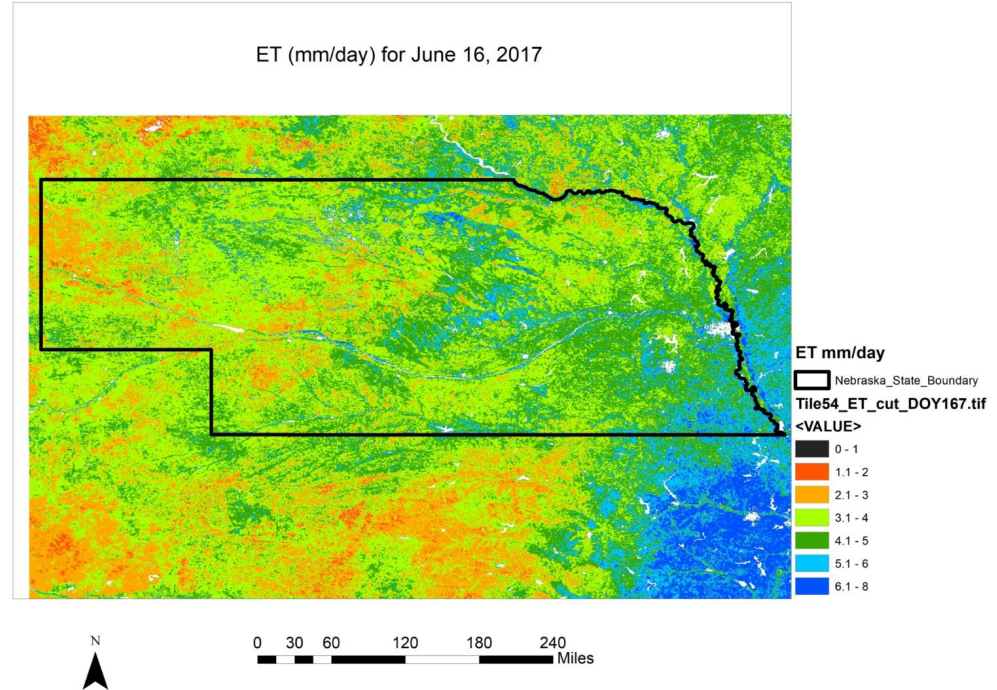 ET (mm/day) for June 16, 2017
ET mm/day
Nebraska_State_Boundary
Tile54_ET_cut_DOY167.tif
<VALUE>
0 - 1
1.1 - 2
2.1 - 3
3.1 - 4
4.1 - 5
5.1 - 6
6.1 - 8
N
0 30 60 120 180 240
Miles